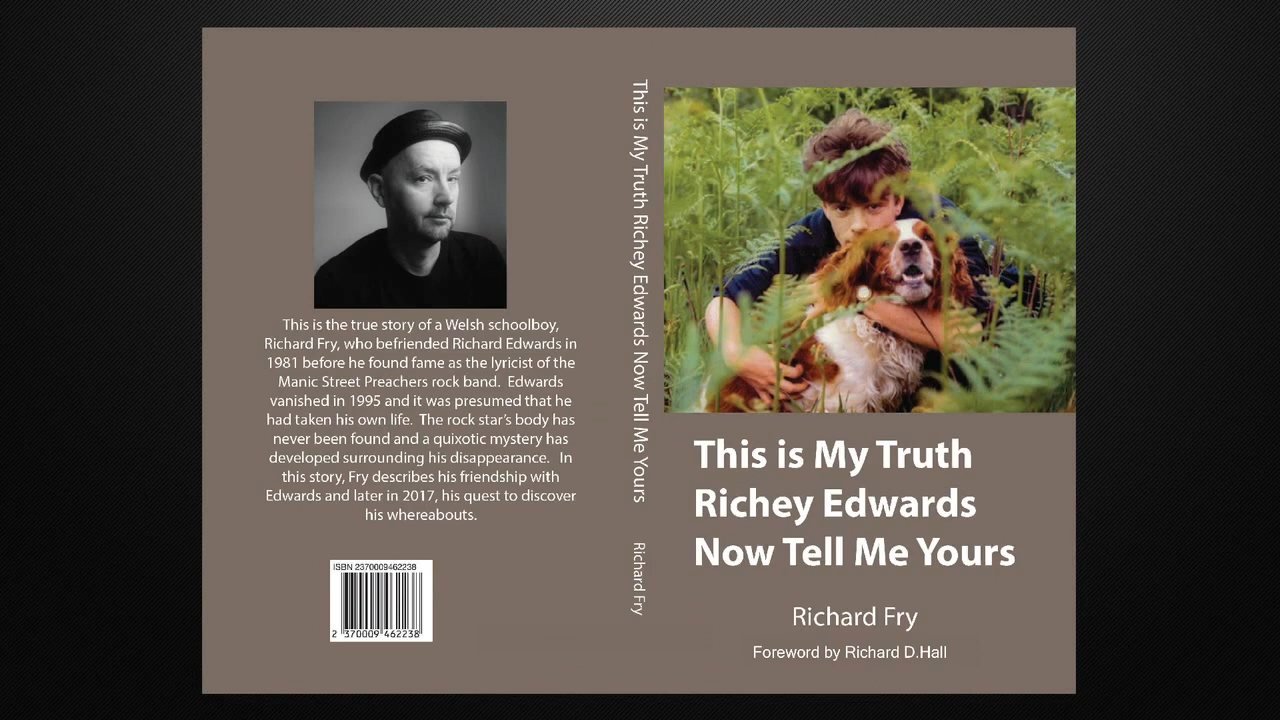 This is the true story of a Welsh schoolboy,
Richard Fry, who befriended Richard Edwards in
1981 before he found fame as the lyricist of the
Manic Street Preachers rock band.  Edwards
vanished in 1995 and it was presumed that he
had taken his own life.  The rock star's body has
never been found and a quixotic mystery has
developed surrounding his disappearance.   In
this story, Fry describes his friendship with
Edwards and later in 2017, his quest to discover
his whereabouts.
ISBN 2370009462238
2 370009 462238
This is My Truth Richey Edwards Now Tell Me Yours
Richard Fry
This is My Truth
Richey Edwards
Now Tell Me Yours
Richard Fry
Foreword by Richard D.Hall